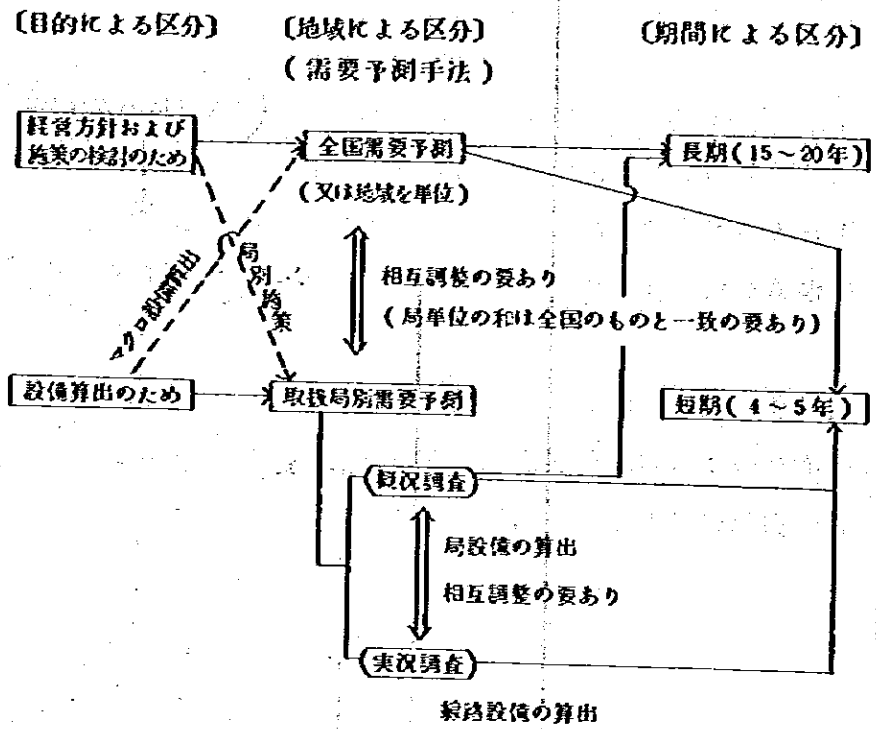 〔目的による区分〕
〔地域による区分〕
〔期間による区分〕
(需要予測手法)
経営方針および
施策の検討のため
全国需要予測
長期(15～20年)
(又は地域を単位)
マクロ設備算出
局別施策
相互調整の要あり
(局単位の和は全国のものと一致の要あり)
設備算出のため
取扱局別需要予測
短期(4～5年)
(概況調査)
局設備の算出
相互調整の要あり
(実況調査)
線路設備の算出